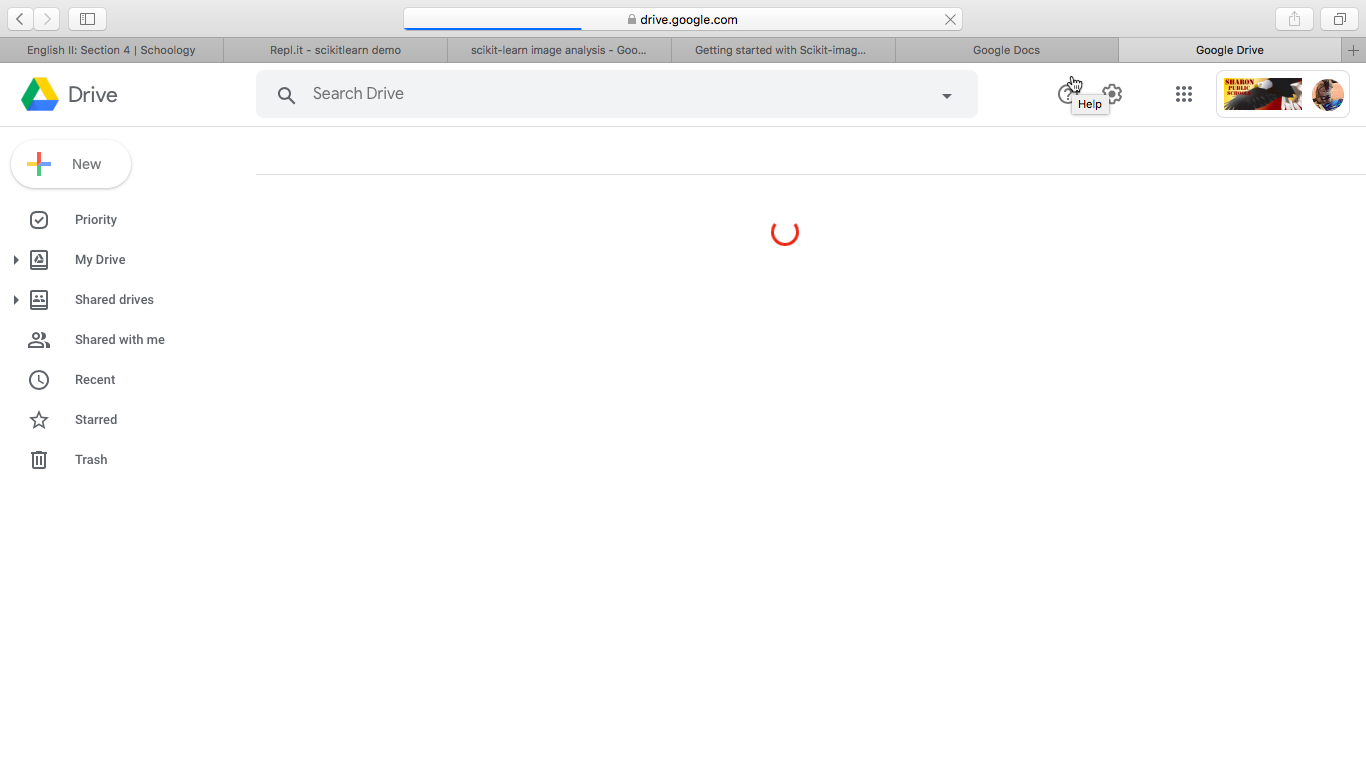 drive.google.com
English II: Section 4 | Schoology
Repl.it - scikitlearn demo
scikit-learn image analysis - Goo...
Getting started with Scikit-imag...
Google Docs
Google Drive
Drive
Search Drive
Help
SHARON
PUBLIC
SCHOOLS
New
Priority
My Drive
Shared drives
Shared with me
Recent
Starred
Trash